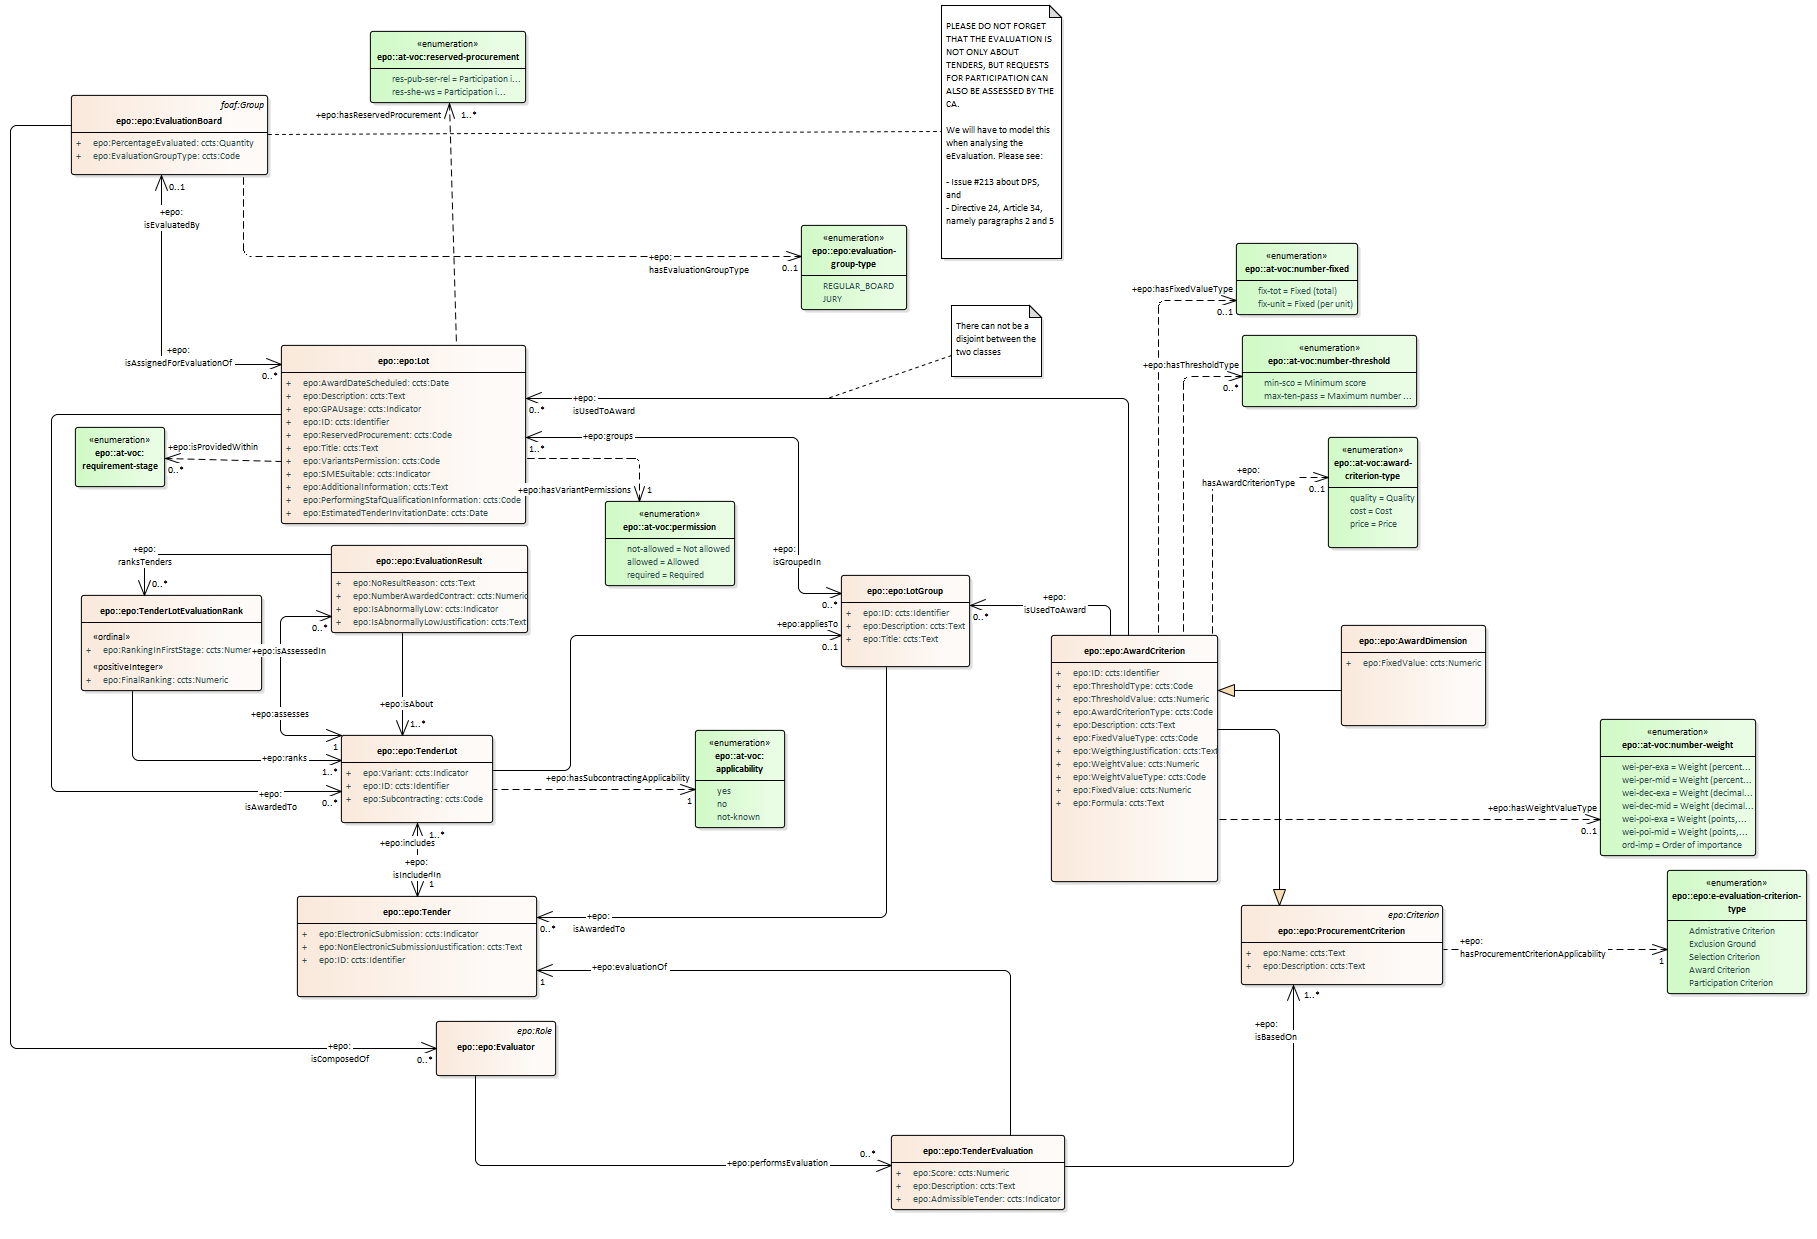 «enumeration»
epo::at-voc:reserved-procurement
res-pub-ser-rel = Participation i...
res-she-ws = Participation i...
+epo:hasReservedProcurement
1..*
PLEASE DO NOT FORGET
THAT THE EVALUATION IS
NOT ONLY ABOUT
TENDERS, BUT REQUESTS
FOR PARTICIPATION CAN
ALSO BE ASSESSED BY THE
CA.
We will have to model this
when analysing the
eEvaluation. Please see:
- Issue #213 about DPS,
and
- Directive 24, Article 34,
namely paragraphs 2 and 5
foaf:Group
epo::epo:EvaluationBoard
+ epo:PercentageEvaluated: ccts:Quantity
+ epo:EvaluationGroupType: ccts:Code
0..1
+epo:
isEvaluatedBy
+epo:
hasEvaluationGroupType
0..1
«enumeration»
epo::epo:evaluation-
group-type
REGULAR_BOARD
JURY
+epo:
isAssignedForEvaluationOf
0..*
There can not be a
disjoint between the
two classes
+epo:hasFixedValueType
0..1
«enumeration»
epo::at-voc:number-fixed
fix-tot = Fixed (total)
fix-unit = Fixed (per unit)
+epo:hasThresholdType
0..*
«enumeration»
epo::at-voc:number-threshold
min-sco = Minimum score
max-ten-pass = Maximum number ...
+epo:
hasAwardCriterionType
0..1
«enumeration»
epo::at-voc:award-
criterion-type
quality = Quality
cost = Cost
price = Price
epo::epo:Lot
+ epo:AwardDateScheduled: ccts:Date
+ epo:Description: ccts:Text
+ epo:GPAUsage: ccts:Indicator
+ epo:ID: ccts:Identifier
+ epo:ReservedProcurement: ccts:Code
+ epo:Title: ccts:Text
+ epo:VariantsPermission: ccts:Code
+ epo:SMESuitable: ccts:Indicator
+ epo:AdditionalInformation: ccts:Text
+ epo:PerformingStafQualificationInformation: ccts:Code
+ epo:EstimatedTenderInvitationDate: ccts:Date
0..*
+epo:
isUsedToAward
+epo:groups
1..*
«enumeration»
epo::at-voc:
requirement-stage
+epo:isProvidedWithin
0..*
+epo:hasVariantPermissions
1
«enumeration»
epo::at-voc:permission
not-allowed = Not allowed
allowed = Allowed
required = Required
+epo:
isGroupedIn
0..*
+epo:
ranksTenders
0..*
epo::epo:EvaluationResult
+ epo:NoResultReason: ccts:Text
+ epo:NumberAwardedContract: ccts:Numeric
+ epo:IsAbnormallyLow: ccts:Indicator
+ epo:IsAbnormallyLowJustification: ccts:Text
epo::epo:TenderLotEvaluationRank
«ordinal»
+ epo:RankingInFirstStage: ccts:Numer
«positiveInteger»
+ epo:FinalRanking: ccts:Numeric
0..*
+epo:isAssessedIn
epo::epo:LotGroup
+ epo:ID: ccts:Identifier
+ epo:Description: ccts:Text
+ epo:Title: ccts:Text
+epo:appliesTo
0..1
+epo:
isUsedToAward
0..*
epo::epo:AwardCriterion
+ epo:ID: ccts:Identifier
+ epo:ThresholdType: ccts:Code
+ epo:ThresholdValue: ccts:Numeric
+ epo:AwardCriterionType: ccts:Code
+ epo:Description: ccts:Text
+ epo:FixedValueType: ccts:Code
+ epo:WeigthingJustification: ccts:Text
+ epo:WeightValue: ccts:Numeric
+ epo:WeightValueType: ccts:Code
+ epo:FixedValue: ccts:Numeric
+ epo:Formula: ccts:Text
epo::epo:AwardDimension
+ epo:FixedValue: ccts:Numeric
+epo:assesses
1
+epo:isAbout
1..*
+epo:ranks
1..*
+epo:
isAwardedTo
0..*
epo::epo:TenderLot
+ epo:Variant: ccts:Indicator
+ epo:ID: ccts:Identifier
+ epo:Subcontracting: ccts:Code
+epo:hasSubcontractingApplicability
1
«enumeration»
epo::at-voc:
applicability
yes
no
not-known
+epo:hasWeightValueType
0..1
«enumeration»
epo::at-voc:number-weight
wei-per-exa = Weight (percent...
wei-per-mid = Weight (percent...
wei-dec-exa = Weight (decimal...
wei-dec-mid = Weight (decimal...
wei-poi-exa = Weight (points,...
wei-poi-mid = Weight (points,...
ord-imp = Order of importance
1..*
+epo:includes
+epo:
isIncludedIn
1
epo::epo:Tender
+ epo:ElectronicSubmission: ccts:Indicator
+ epo:NonElectronicSubmissionJustification: ccts:Text
+ epo:ID: ccts:Identifier
+epo:
isAwardedTo
0..*
+epo:evaluationOf
1
epo:Criterion
epo::epo:ProcurementCriterion
+ epo:Name: ccts:Text
+ epo:Description: ccts:Text
+epo:
hasProcurementCriterionApplicability
1
«enumeration»
epo::epo:e-evaluation-criterion-
type
Admistrative Criterion
Exclusion Ground
Selection Criterion
Award Criterion
Participation Criterion
1..*
+epo:
isBasedOn
epo:Role
epo::epo:Evaluator
+epo:
isComposedOf
0..*
+epo:performsEvaluation
0..*
epo::epo:TenderEvaluation
+ epo:Score: ccts:Numeric
+ epo:Description: ccts:Text
+ epo:AdmissibleTender: ccts:Indicator